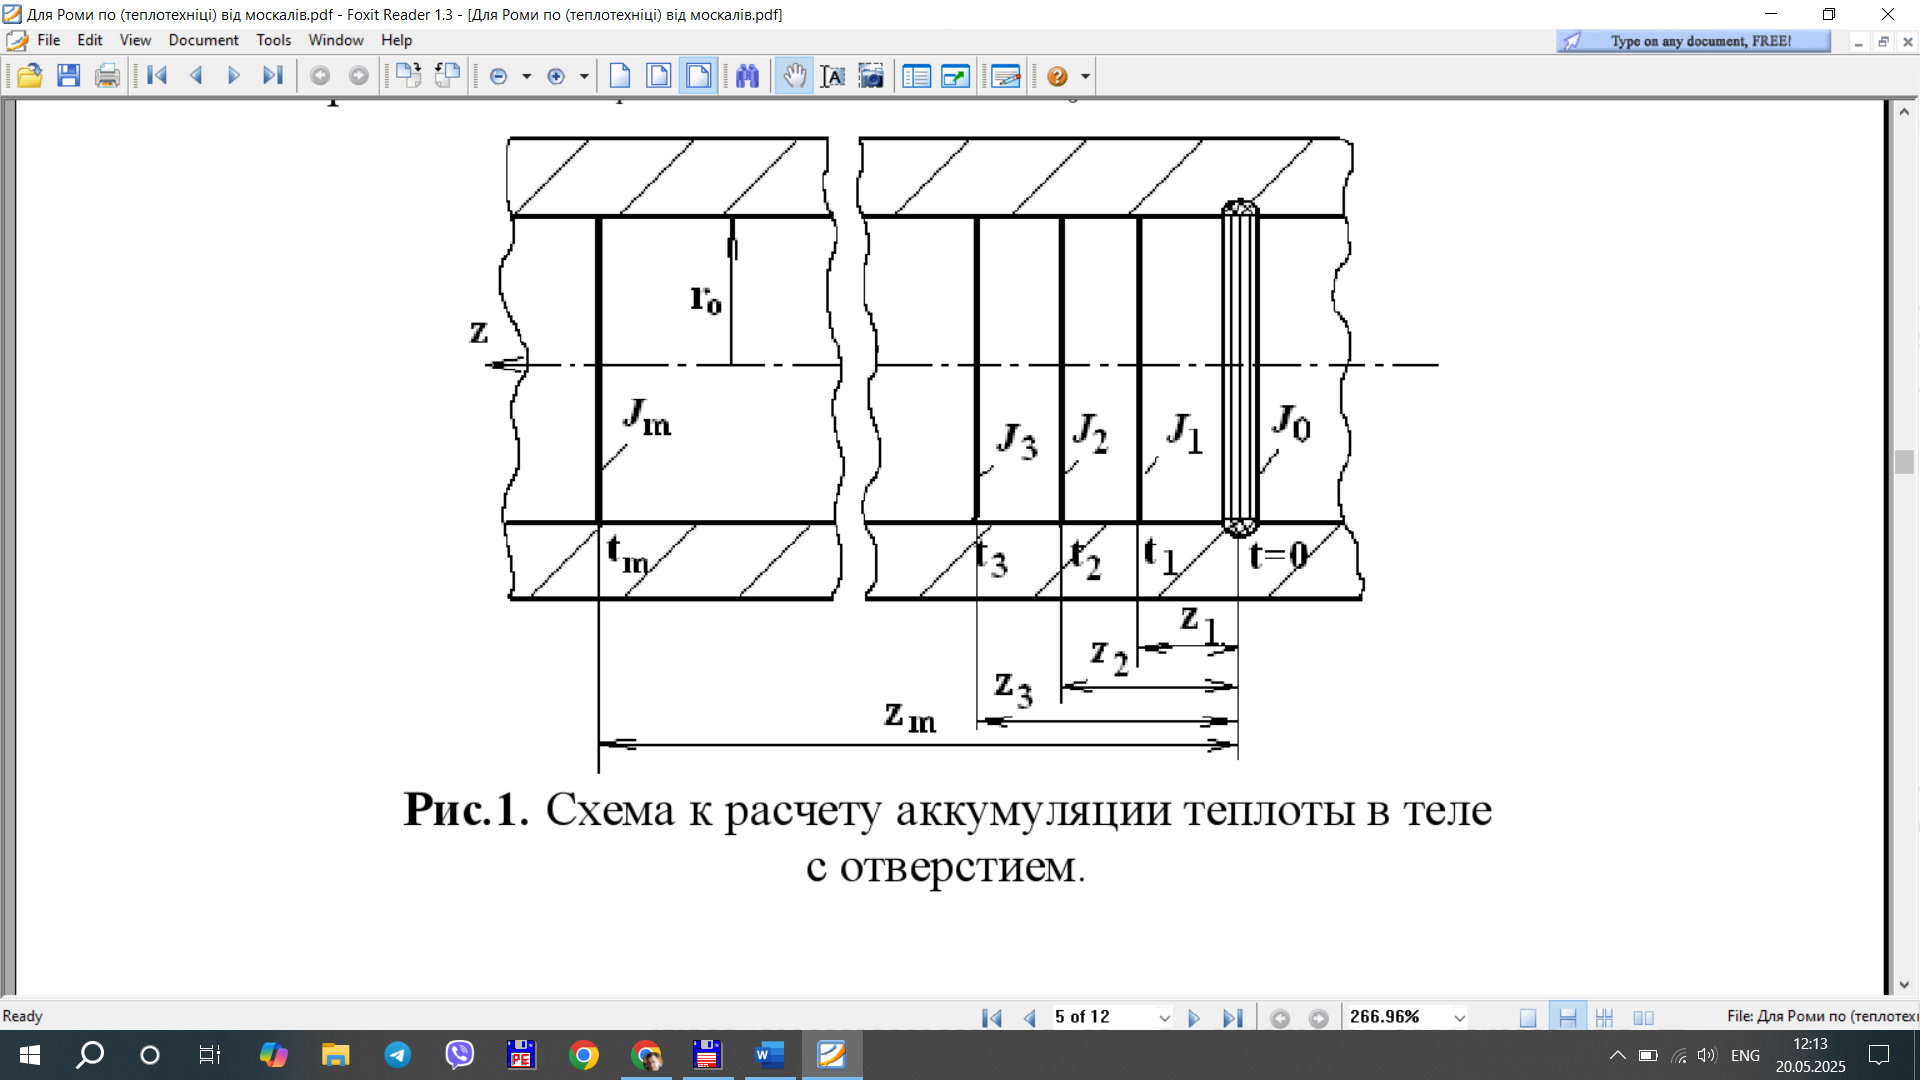 Для Роми по (теплотехніці) від москалів.pdf - Foxit Reader 1.3 - [Для Роми по (теплотехніці) від москалів.pdf]
File Edit View Document Tools Window Help
Type on any document, FREE!
r₀
z
Jm
J3
J2
J1
J0
tm
t3
t2
t1
t=0
z1
z2
z3
zm
Рис.1. Схема к расчету аккумуляции теплоты в теле
с отверстием.
Ready
5 of 12
266.96%
File: Для Роми по (теплотехі
PE
W
ENG
12:13
20.05.2025